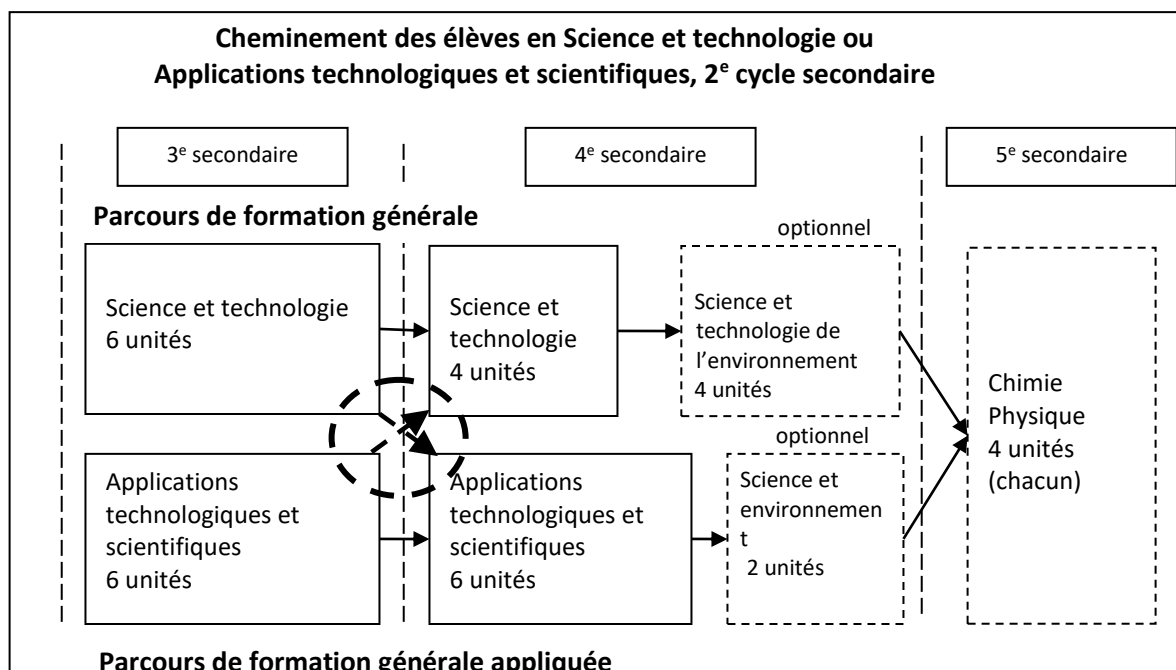 Cheminement des élèves en Science et technologie ou
Applications technologiques et scientifiques, 2e cycle secondaire
3e secondaire
4e secondaire
5e secondaire
Parcours de formation générale
optionnel
Science et technologie
6 unités
Science et
technologie
4 unités
Science et
technologie de
l’environnement
4 unités
Chimie
Physique
4 unités
(chacun)
optionnel
Applications
technologiques et
scientifiques
6 unités
Applications
technologiques et
scientifiques
6 unités
Science et
environnemen
t
2 unités
Parcours de formation générale appliquée